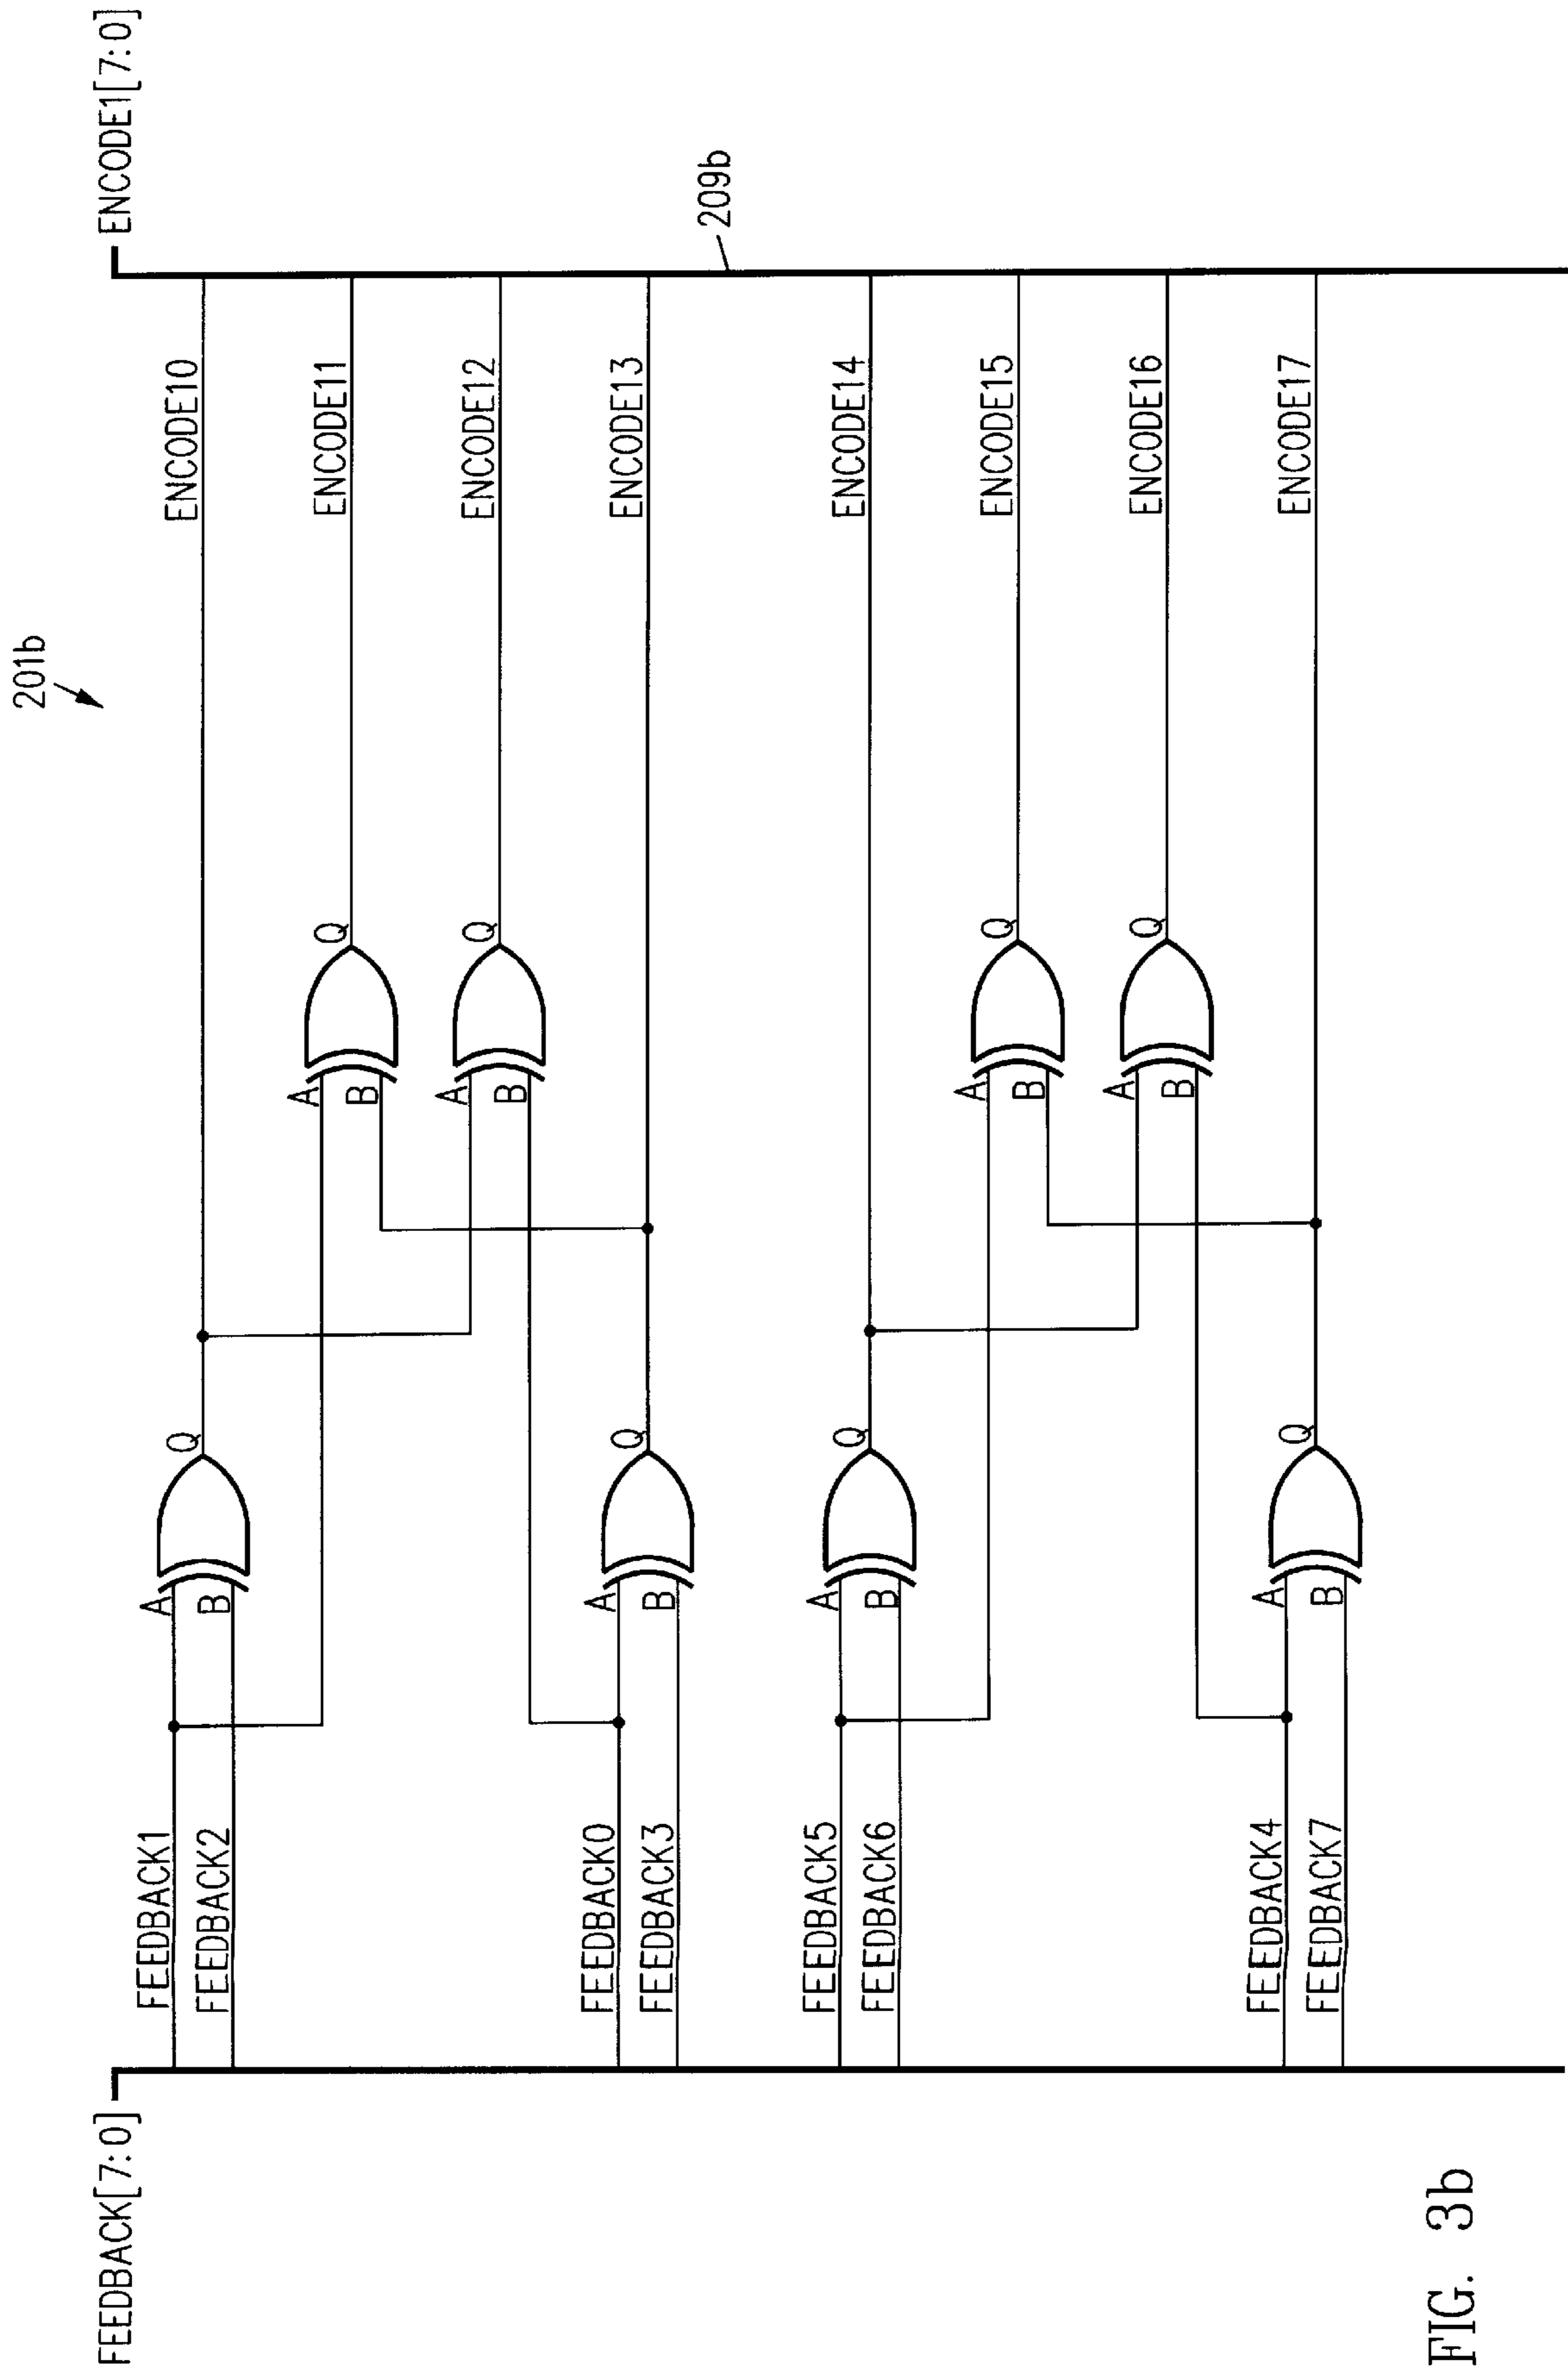 201b
FEEDBACK[7:0]
ENCODE1[7:0]
FEEDBACK1
A
Q
ENCODE10
FEEDBACK2
B
A
Q
ENCODE11
B
A
Q
ENCODE12
B
209b
FEEDBACK0
A
Q
ENCODE13
FEEDBACK3
B
FEEDBACK5
A
Q
ENCODE14
FEEDBACK6
B
A
Q
ENCODE15
B
A
Q
ENCODE16
B
FEEDBACK4
A
Q
ENCODE17
FEEDBACK7
B
FIG. 3b